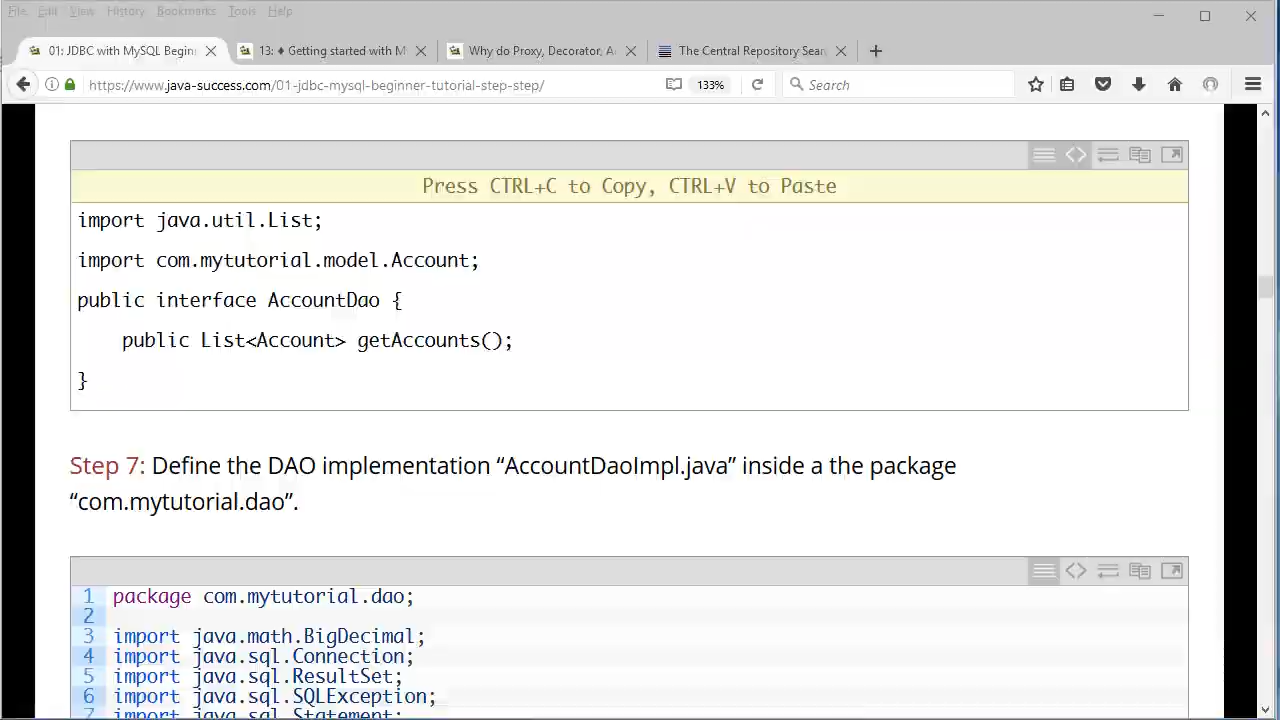 File Edit View History Bookmarks Tools Help
01: JDBC with MySQL Begin
13: ♦ Getting started with M
Why do Proxy, Decorator, A
The Central Repository Sear
https://www.java-success.com/01-jdbc-mysql-beginner-tutorial-step-step/
133%
Search
Press CTRL+C to Copy, CTRL+V to Paste
import java.util.List;
import com.mytutorial.model.Account;
public interface AccountDao {
public List<Account> getAccounts();
}
Step 7: Define the DAO implementation “AccountDaoImpl.java” inside a the package
“com.mytutorial.dao”.
1 package com.mytutorial.dao;
2
3 import java.math.BigDecimal;
4 import java.sql.Connection;
5 import java.sql.ResultSet;
6 import java.sql.SQLException;
7 import java.sql.Statement;